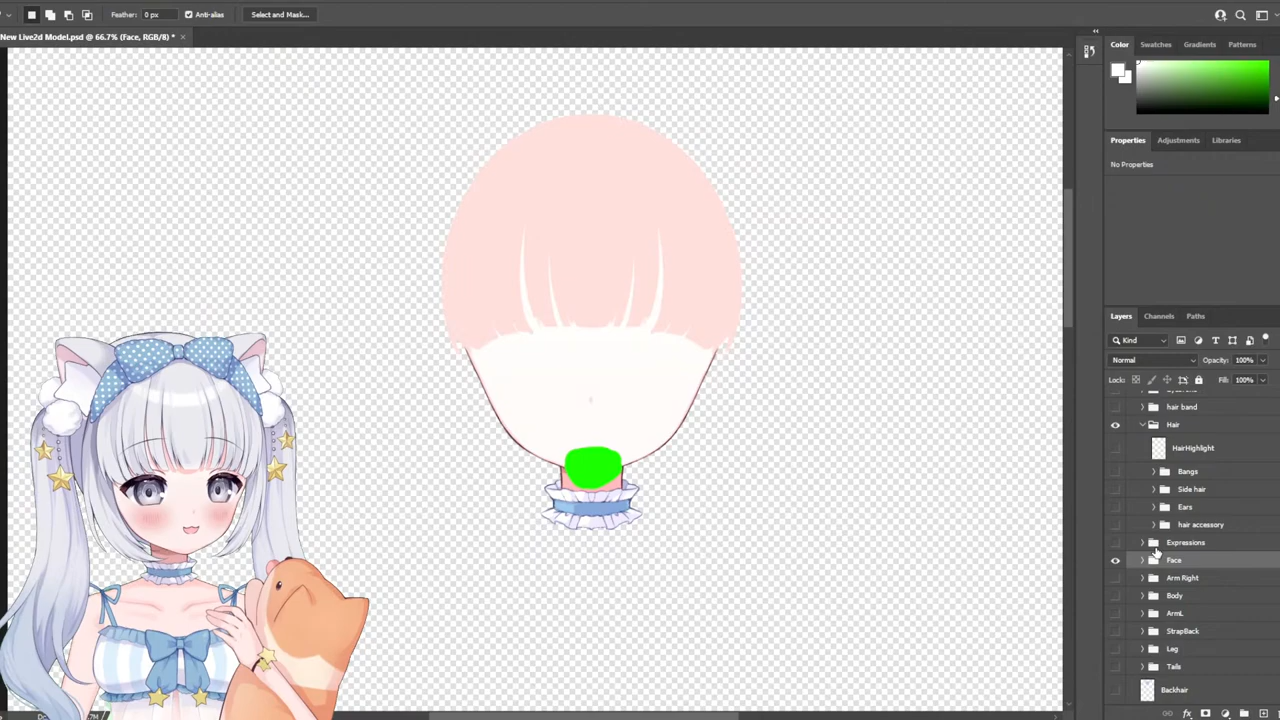 Feather: 0 px Anti-alias Select and Mask...
New Live2d Model.psd @ 66.7% (Face, RGB/8) *
Color Swatches Gradients Patterns
Properties Adjustments Libraries
No Properties
Layers Channels Paths
Kind
Normal Opacity: 100%
Lock: Fill: 100%
hair band
Hair
HairHighlight
Bangs
Side hair
Ears
hair accessory
Expressions
Face
Arm Right
Body
ArmL
StrapBack
Leg
Tails
Backhair